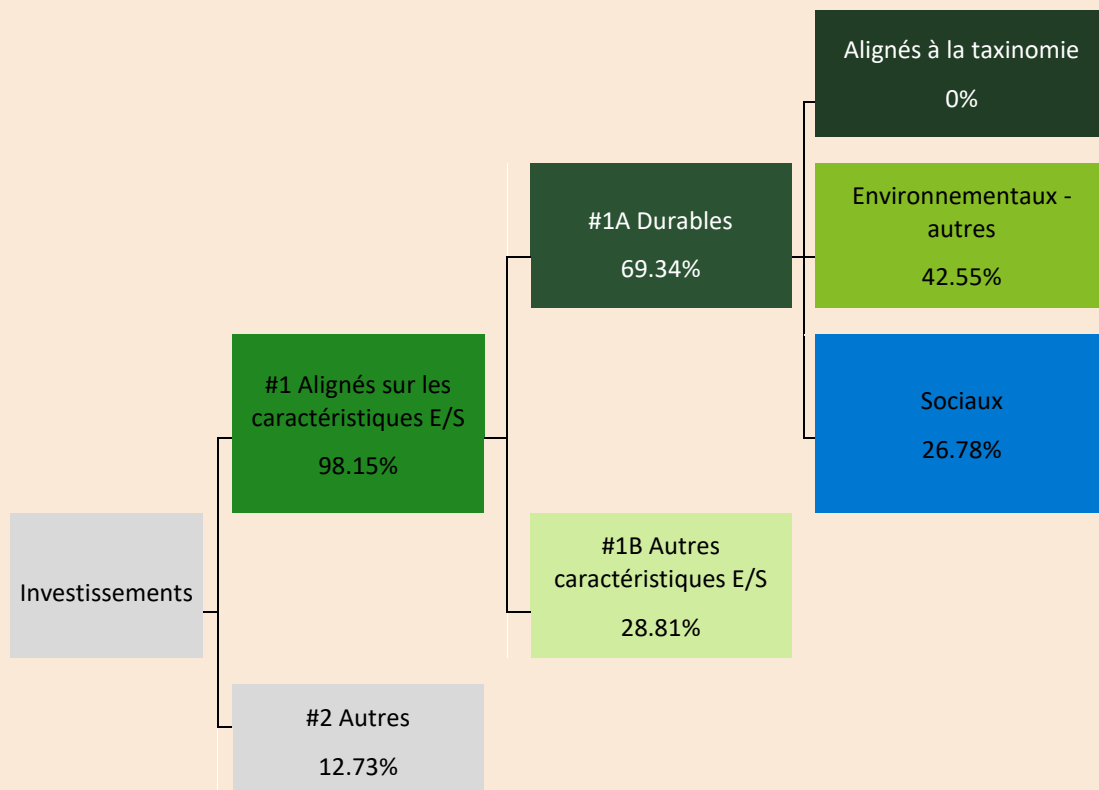 Alignés à la taxinomie
0%
Environnementaux -
autres
42.55%
#1A Durables
69.34%
Sociaux
26.78%
#1 Alignés sur les
caractéristiques E/S
98.15%
#1B Autres
caractéristiques E/S
28.81%
Investissements
#2 Autres
12.73%